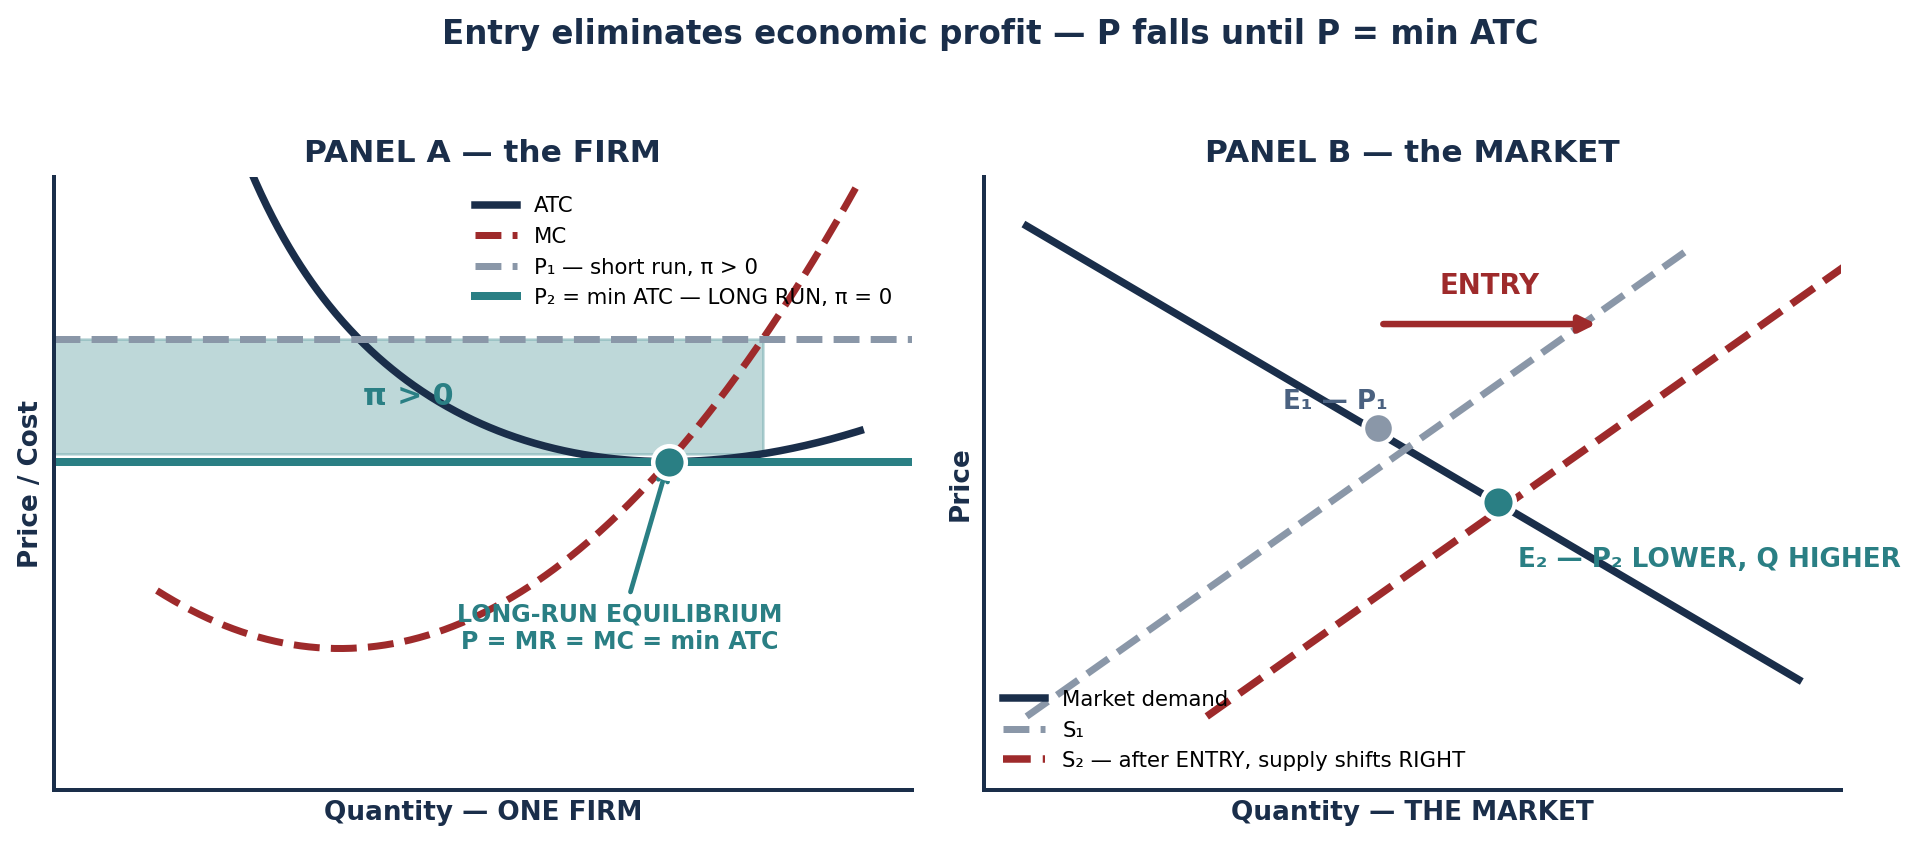 Entry eliminates economic profit — P falls until P = min ATC
PANEL A — the FIRM
ATC
MC
P₁ — short run, π > 0
P₂ = min ATC — LONG RUN, π = 0
π > 0
LONG-RUN EQUILIBRIUM
P = MR = MC = min ATC
Price / Cost
Quantity — ONE FIRM
PANEL B — the MARKET
ENTRY
E₁ — P₁
E₂ — P₂ LOWER, Q HIGHER
Market demand
S₁
S₂ — after ENTRY, supply shifts RIGHT
Price
Quantity — THE MARKET